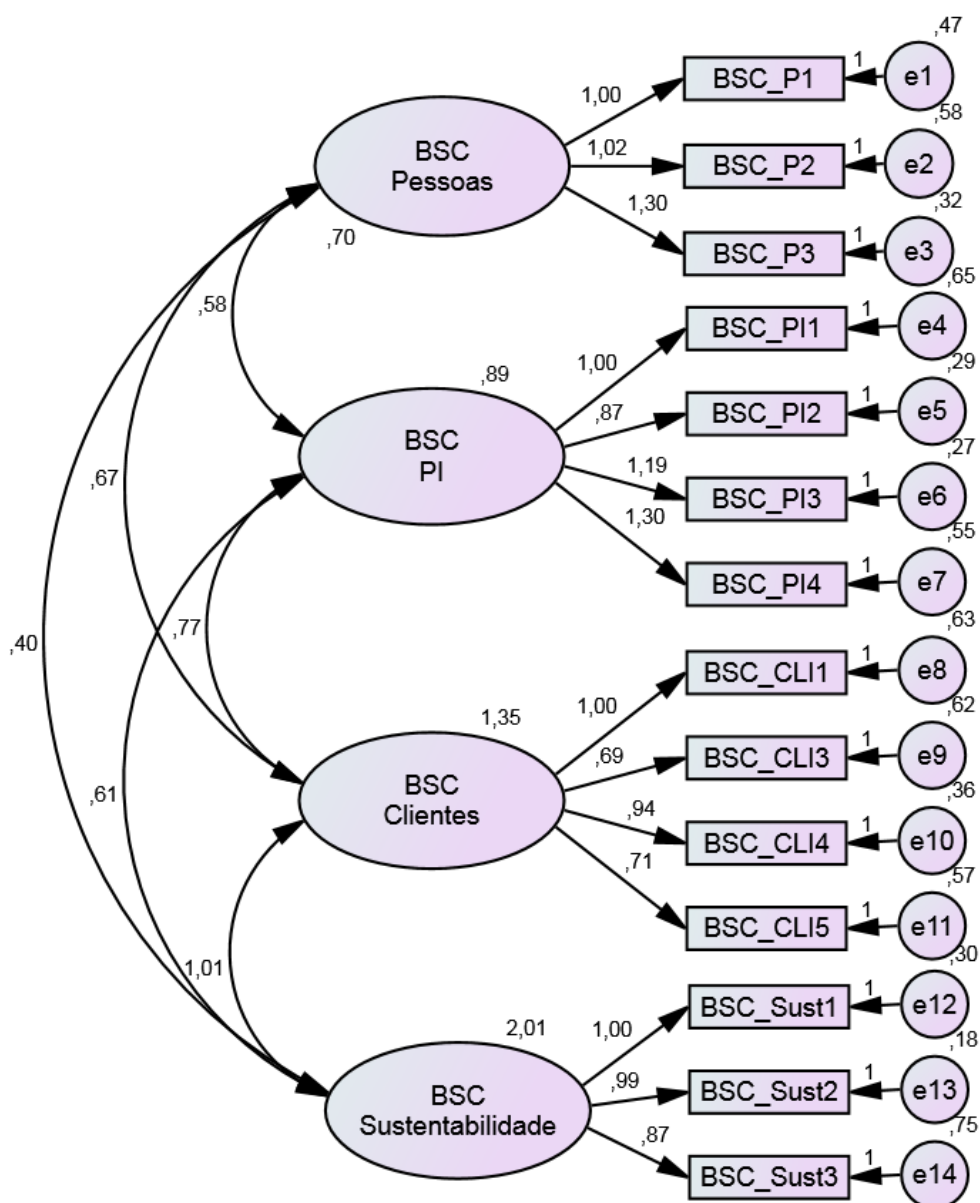 ,47
1
e1
BSC_P1
1,00
,58
BSC
Pessoas
1,02
BSC_P2
1
e2
,32
,70
1,30
BSC_P3
1
e3
,65
,58
1,00
BSC_PI1
1
e4
,29
,89
,87
BSC_PI2
1
e5
,27
BSC
PI
,67
1,19
BSC_PI3
1
e6
,55
1,30
BSC_PI4
1
e7
,63
,77
,40
1,00
BSC_CLI1
1
e8
,62
1,35
,69
BSC_CLI3
1
e9
,36
BSC
Clientes
,61
,94
BSC_CLI4
1
e10
,57
,71
BSC_CLI5
1
e11
,30
1,01
1,00
BSC_Sust1
1
e12
,18
2,01
,99
BSC_Sust2
1
e13
,75
BSC
Sustentabilidade
,87
BSC_Sust3
1
e14